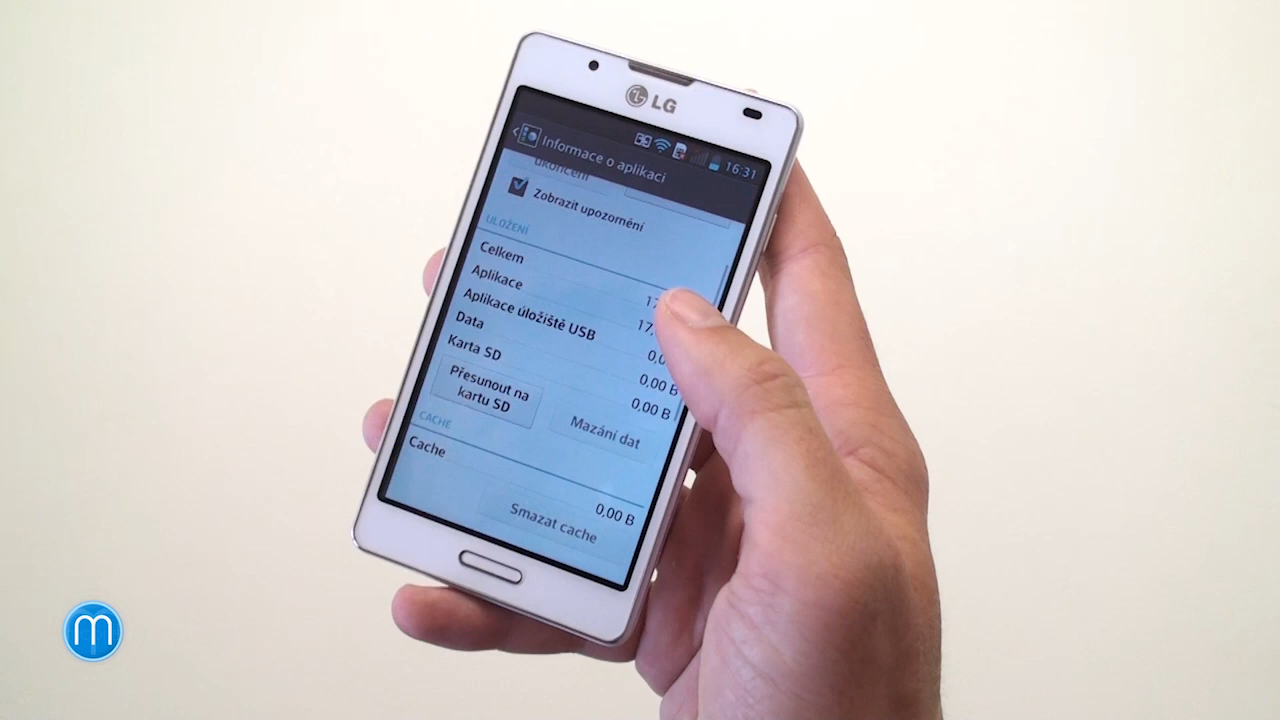 LG
16:31
Informace o aplikaci
ukončení
Zobrazit upozornění
ULOŽENÍ
Celkem
Aplikace
Aplikace úložiště USB
Data
0,00 B
Karta SD
0,00 B
Přesunout na
kartu SD
Mazání dat
CACHE
Cache
0,00 B
Smazat cache
m